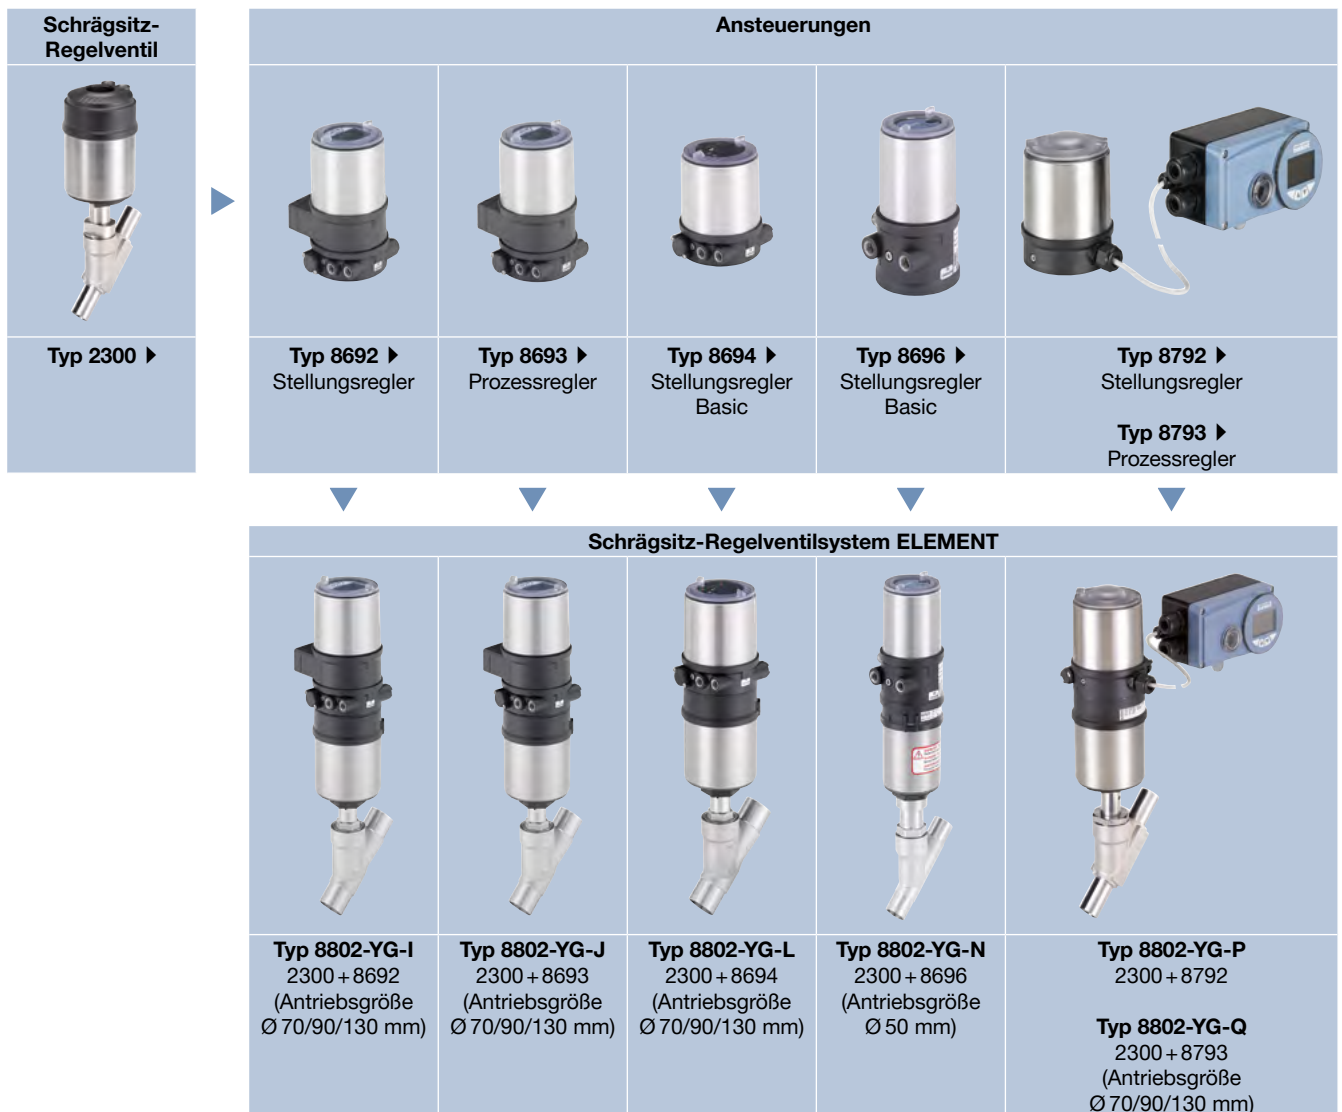 Schrägsitz-
Regelventil
Ansteuerungen
Typ 2300
Typ 8692
Stellungsregler
Typ 8693
Prozessregler
Typ 8694
Stellungsregler
Basic
Typ 8696
Stellungsregler
Basic
Typ 8792
Stellungsregler
Typ 8793
Prozessregler
Schrägsitz-Regelventilsystem ELEMENT
Typ 8802-YG-I
2300 + 8692
(Antriebsgröße
Ø 70/90/130 mm)
Typ 8802-YG-J
2300 + 8693
(Antriebsgröße
Ø 70/90/130 mm)
Typ 8802-YG-L
2300 + 8694
(Antriebsgröße
Ø 70/90/130 mm)
Typ 8802-YG-N
2300 + 8696
(Antriebsgröße
Ø 50 mm)
Typ 8802-YG-P
2300 + 8792
Typ 8802-YG-Q
2300 + 8793
(Antriebsgröße
Ø 70/90/130 mm)